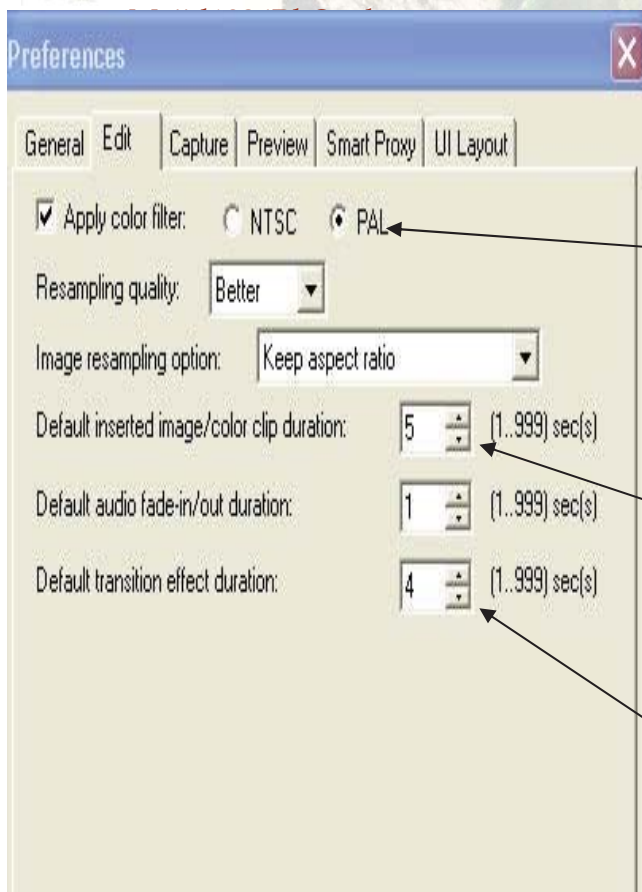 Preferences
General Edit Capture Preview Smart Proxy UI Layout
Apply color filter: NTSC PAL
Resampling quality: Better
Image resampling option: Keep aspect ratio
Default inserted image/color clip duration: 5 (1..999) sec(s)
Default audio fade-in/out duration: 1 (1..999) sec(s)
Default transition effect duration: 4 (1..999) sec(s)